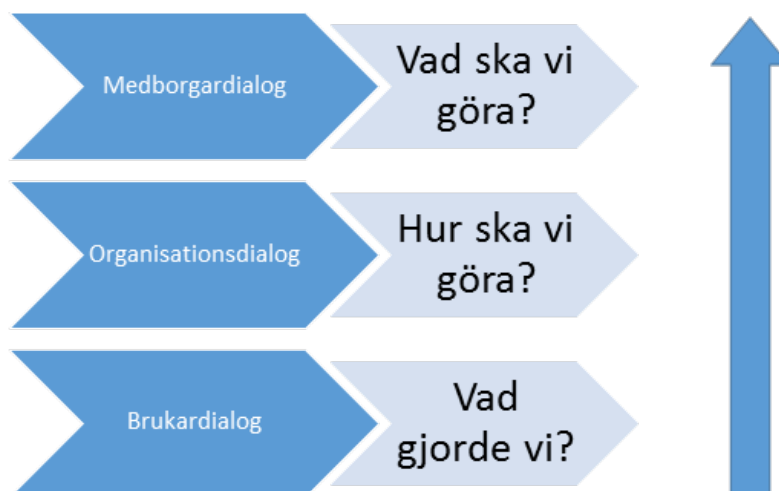 Medborgardialog
Vad ska vi
göra?
Organisationsdialog
Hur ska vi
göra?
Brukardialog
Vad
gjorde vi?